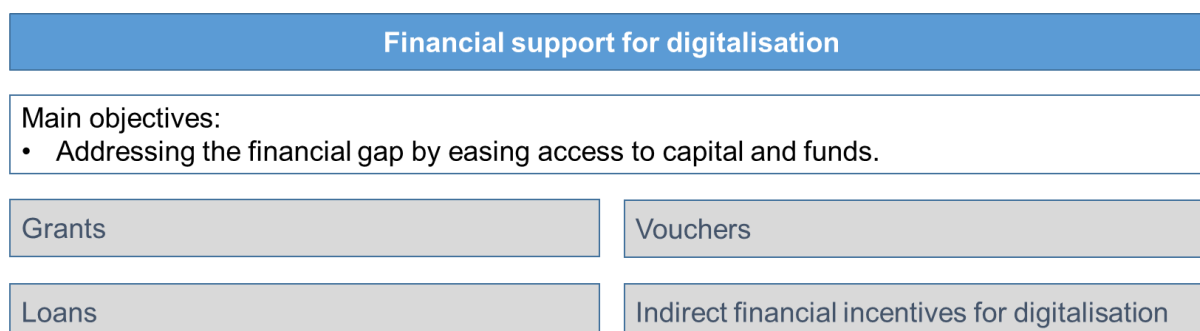 Financial support for digitalisation
Main objectives:
• Addressing the financial gap by easing access to capital and funds.
Grants
Vouchers
Loans
Indirect financial incentives for digitalisation